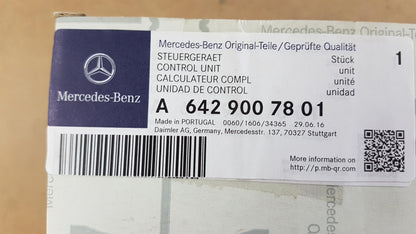 Mercedes-Benz Original-Teile/Geprüfte Qualität
STEUERGERAET Stück 1
CONTROL UNIT unit
CALCULATEUR COMPL unité
UNIDAD DE CONTROL unidad
Mercedes-Benz
A 642 900 78 01
Made in PORTUGAL 0060/1606/34365 29.06.16
Daimler AG, Germany, Mercedesstr. 137, 70327 Stuttgart
More information on >
http://p.mb-qr.com